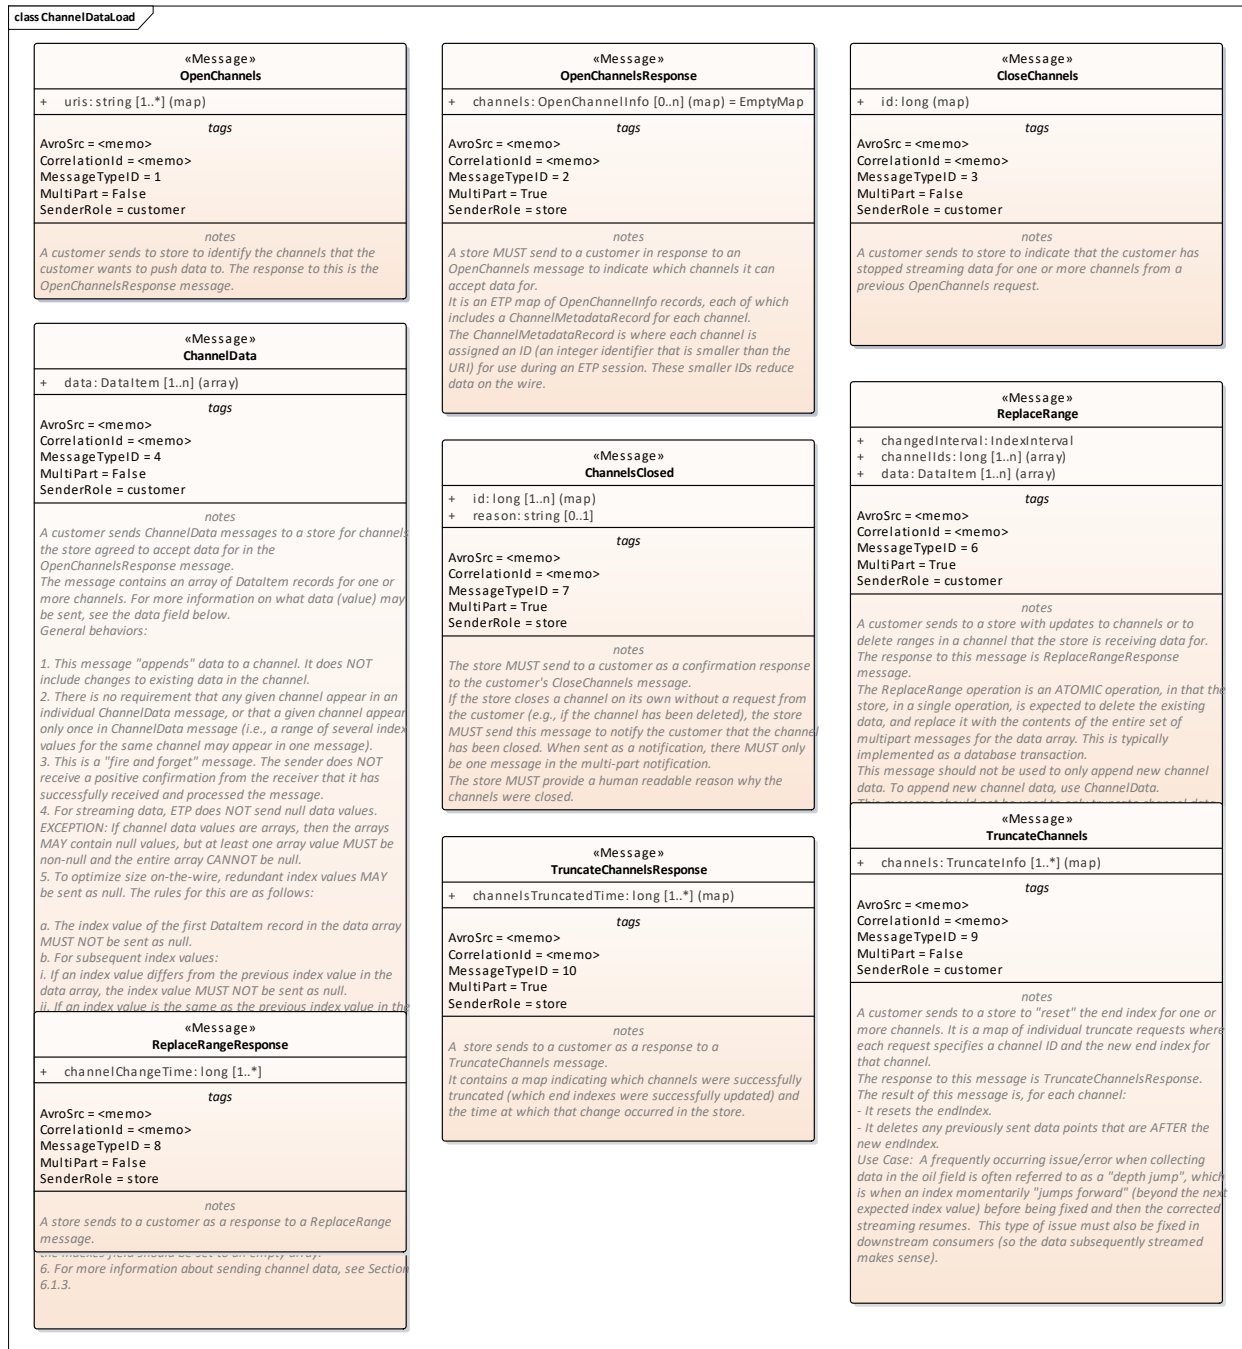 class ChannelDataLoad
«Message»
OpenChannels
+ uris: string [1..*] (map)
tags
AvroSrc = <memo>
CorrelationId = <memo>
MessageTypeID = 1
MultiPart = False
SenderRole = customer
notes
A customer sends to store to identify the channels that the
customer wants to push data to. The response to this is the
OpenChannelsResponse message.
«Message»
ChannelData
+ data: DataItem [1..n] (array)
tags
AvroSrc = <memo>
CorrelationId = <memo>
MessageTypeID = 4
MultiPart = False
SenderRole = customer
notes
A customer sends ChannelData messages to a store for channels
the store agreed to accept data for in the
OpenChannelsResponse message.
The message contains an array of DataItem records for one or
more channels. For more information on what data (value) may
be sent, see the data field below.
General behaviors:
1. This message "appends" data to a channel. It does NOT
include changes to existing data in the channel.
2. There is no requirement that any given channel appear in an
individual ChannelData message, or that a given channel appear
only once in ChannelData message (i.e., a range of several index
values for the same channel may appear in one message).
3. This is a "fire and forget" message. The sender does NOT
receive a positive confirmation from the receiver that it has
successfully received and processed the message.
4. For streaming data, ETP does NOT send null data values.
EXCEPTION: If channel data values are arrays, then the arrays
MAY contain null values, but at least one array value MUST be
non-null and the entire array CANNOT be null.
5. To optimize size on-the-wire, redundant index values MAY
be sent as null. The rules for this are as follows:
a. The index value of the first DataItem record in the data array
MUST NOT be sent as null.
b. For subsequent index values:
i. If an index value differs from the previous index value in the
data array, the index value MUST NOT be sent as null.
ii. If an index value is the same as the previous index value in the
«Message»
ReplaceRangeResponse
+ channelChangeTime: long [1..*]
tags
AvroSrc = <memo>
CorrelationId = <memo>
MessageTypeID = 8
MultiPart = False
SenderRole = store
notes
A store sends to a customer as a response to a ReplaceRange
message.
the indexes field should be set to an empty array.
6. For more information about sending channel data, see Section
6.1.3.
«Message»
OpenChannelsResponse
+ channels: OpenChannelInfo [0..n] (map) = EmptyMap
tags
AvroSrc = <memo>
CorrelationId = <memo>
MessageTypeID = 2
MultiPart = True
SenderRole = store
notes
A store MUST send to a customer in response to an
OpenChannels message to indicate which channels it can
accept data for.
It is an ETP map of OpenChannelInfo records, each of which
includes a ChannelMetadataRecord for each channel.
The ChannelMetadataRecord is where each channel is
assigned an ID (an integer identifier that is smaller than the
URI) for use during an ETP session. These smaller IDs reduce
data on the wire.
«Message»
ChannelsClosed
+ id: long [1..n] (map)
+ reason: string [0..1]
tags
AvroSrc = <memo>
CorrelationId = <memo>
MessageTypeID = 7
MultiPart = True
SenderRole = store
notes
The store MUST send to a customer as a confirmation response
to the customer's CloseChannels message.
If the store closes a channel on its own without a request from
the customer (e.g., if the channel has been deleted), the store
MUST send this message to notify the customer that the channel
has been closed. When sent as a notification, there MUST only
be one message in the multi-part notification.
The store MUST provide a human readable reason why the
channels were closed.
«Message»
TruncateChannelsResponse
+ channelsTruncatedTime: long [1..*] (map)
tags
AvroSrc = <memo>
CorrelationId = <memo>
MessageTypeID = 10
MultiPart = True
SenderRole = store
notes
A store sends to a customer as a response to a
TruncateChannels message.
It contains a map indicating which channels were successfully
truncated (which end indexes were successfully updated) and
the time at which that change occurred in the store.
«Message»
CloseChannels
+ id: long (map)
tags
AvroSrc = <memo>
CorrelationId = <memo>
MessageTypeID = 3
MultiPart = False
SenderRole = customer
notes
A customer sends to store to indicate that the customer has
stopped streaming data for one or more channels from a
previous OpenChannels request.
«Message»
ReplaceRange
+ changedInterval: IndexInterval
+ channelIds: long [1..n] (array)
+ data: DataItem [1..n] (array)
tags
AvroSrc = <memo>
CorrelationId = <memo>
MessageTypeID = 6
MultiPart = True
SenderRole = customer
notes
A customer sends to a store with updates to channels or to
delete ranges in a channel that the store is receiving data for.
The response to this message is ReplaceRangeResponse
message.
The ReplaceRange operation is an ATOMIC operation, in that the
store, in a single operation, is expected to delete the existing
data, and replace it with the contents of the entire set of
multipart messages for the data array. This is typically
implemented as a database transaction.
This message should not be used to only append new channel
data. To append new channel data, use ChannelData.
This message should not be used to only truncate channel data
«Message»
TruncateChannels
+ channels: TruncateInfo [1..*] (map)
tags
AvroSrc = <memo>
CorrelationId = <memo>
MessageTypeID = 9
MultiPart = False
SenderRole = customer
notes
A customer sends to a store to "reset" the end index for one or
more channels. It is a map of individual truncate requests where
each request specifies a channel ID and the new end index for
that channel.
The response to this message is TruncateChannelsResponse.
The result of this message is, for each channel:
- It resets the endIndex.
- It deletes any previously sent data points that are AFTER the
new endIndex.
Use Case: A frequently occurring issue/error when collecting
data in the oil field is often referred to as a "depth jump", which
is when an index momentarily "jumps forward" (beyond the next
expected index value) before being fixed and then the corrected
streaming resumes. This type of issue must also be fixed in
downstream consumers (so the data subsequently streamed
makes sense).